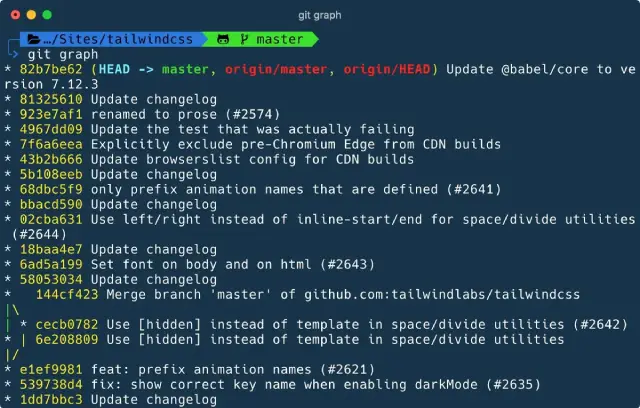 git graph
…/Sites/tailwindcss master
git graph
* 82b7be62 (HEAD -> master, origin/master, origin/HEAD) Update @babel/core to ve
rsion 7.12.3
* 81325610 Update changelog
* 923e7af1 renamed to prose (#2574)
* 4967dd09 Update the test that was actually failing
* 7f6a6eea Explicitly exclude pre-Chromium Edge from CDN builds
* 43b2b666 Update browserslist config for CDN builds
* 5b108eeb Update changelog
* 68dbc5f9 only prefix animation names that are defined (#2641)
* bbacd590 Update changelog
* 02cba631 Use left/right instead of inline-start/end for space/divide utilities
(#2644)
* 18baa4e7 Update changelog
* 6ad5a199 Set font on body and on html (#2643)
* 58053034 Update changelog
*   144cf423 Merge branch 'master' of github.com:tailwindlabs/tailwindcss
|\
| * cecb0782 Use [hidden] instead of template in space/divide utilities (#2642)
* | 6e208809 Use [hidden] instead of template in space/divide utilities
|/
* e1ef9981 feat: prefix animation names (#2621)
* 539738d4 fix: show correct key name when enabling darkMode (#2635)
* 1dd7bbc3 Update changelog